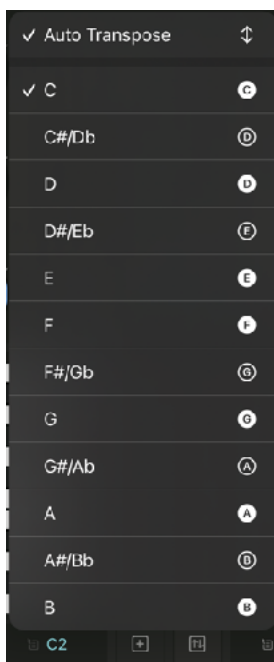 ✓ Auto Transpose
✓ C C
C#/Db D
D D
D#/Eb E
E E
F F
F#/Gb G
G G
G#/Ab A
A A
A#/Bb B
B B
C2